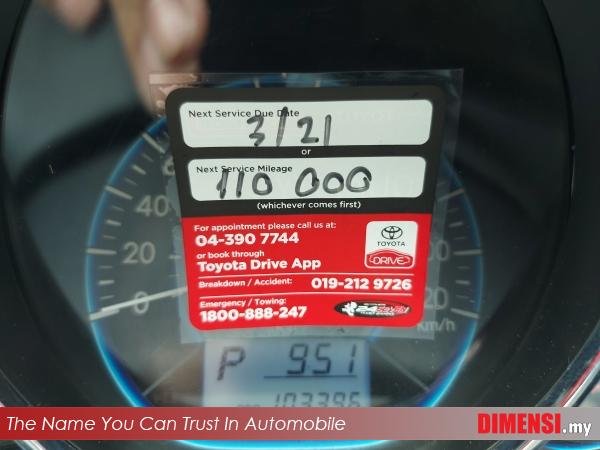 Next Service Due Date
3/21
or
Next Service Mileage
110 000
(whichever comes first)
For appointment please call us at:
04-390 7744
or book through
Toyota Drive App
TOYOTA
DRIVE
Breakdown / Accident: 019-212 9726
Emergency / Towing:
1800-888-247
40
20
0
20
km/h
P 951
103396
The Name You Can Trust In Automobile
DIMENSI.my